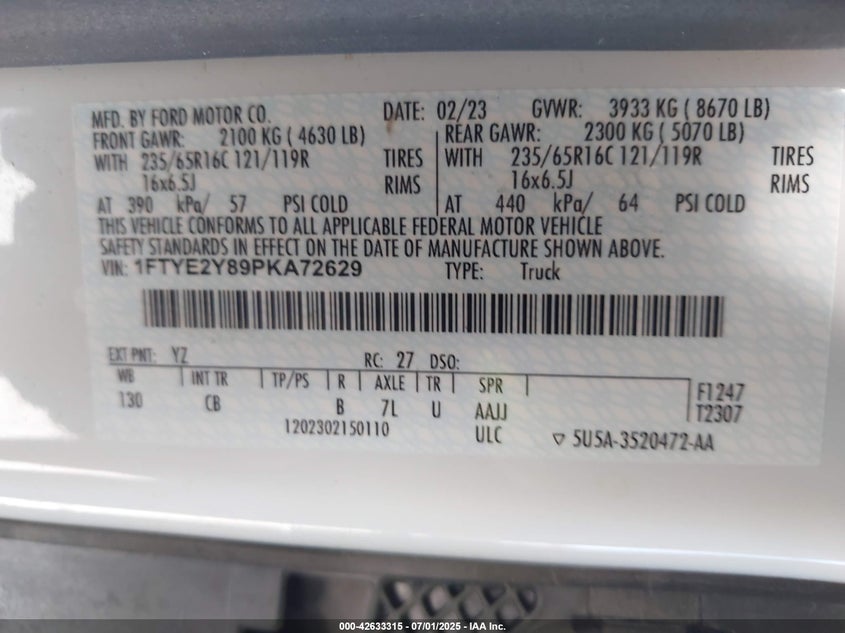 MFD. BY FORD MOTOR CO. DATE: 02/23 GVWR: 3933 KG ( 8670 LB)
FRONT GAWR: 2100 KG ( 4630 LB) REAR GAWR: 2300 KG ( 5070 LB)
WITH 235/65R16C 121/119R TIRES WITH 235/65R16C 121/119R TIRES
16x6.5J RIMS 16x6.5J RIMS
AT 390 kPa/ 57 PSI COLD AT 440 kPa/ 64 PSI COLD
THIS VEHICLE CONFORMS TO ALL APPLICABLE FEDERAL MOTOR VEHICLE
SAFETY STANDARDS IN EFFECT ON THE DATE OF MANUFACTURE SHOWN ABOVE.
VIN: 1FTYE2Y89PKA72629 TYPE: Truck
EXT PNT: YZ RC: 27 DSO:
WB INT TR TP/PS R AXLE TR SPR F1247
130 CB B 7L U AAJJ T2307
1202302150110 ULC ▽ 5U5A-3520472-AA
000-42633315 - 07/01/2025 - IAA Inc.